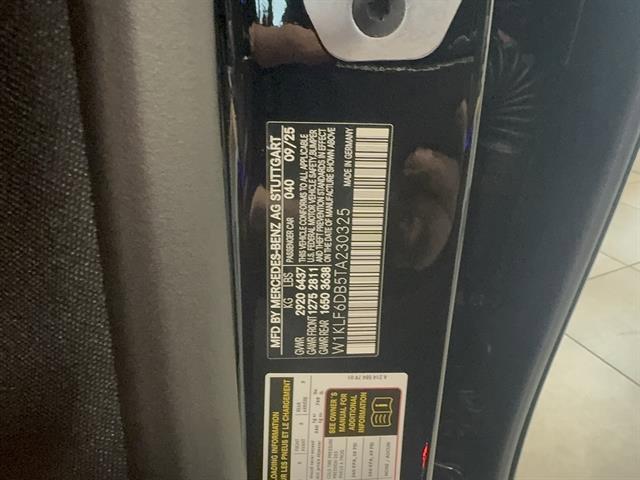 MFD BY MERCEDES-BENZ AG STUTTGART
PASSENGER CAR 040 09/25
KG LBS
GVWR 2920 6437
GAWR FRONT 1275 2811
GAWR REAR 1650 3638
THIS VEHICLE CONFORMS TO ALL APPLICABLE
U.S. FEDERAL MOTOR VEHICLE SAFETY, BUMPER
AND THEFT PREVENTION STANDARDS IN EFFECT
ON THE DATE OF MANUFACTURE SHOWN ABOVE
W1KLF6DB5TA230325
MADE IN GERMANY
LOADING INFORMATION
SUR LES PNEUS ET LE CHARGEMENT
SEE OWNER'S
MANUAL FOR
ADDITIONAL
INFORMATION